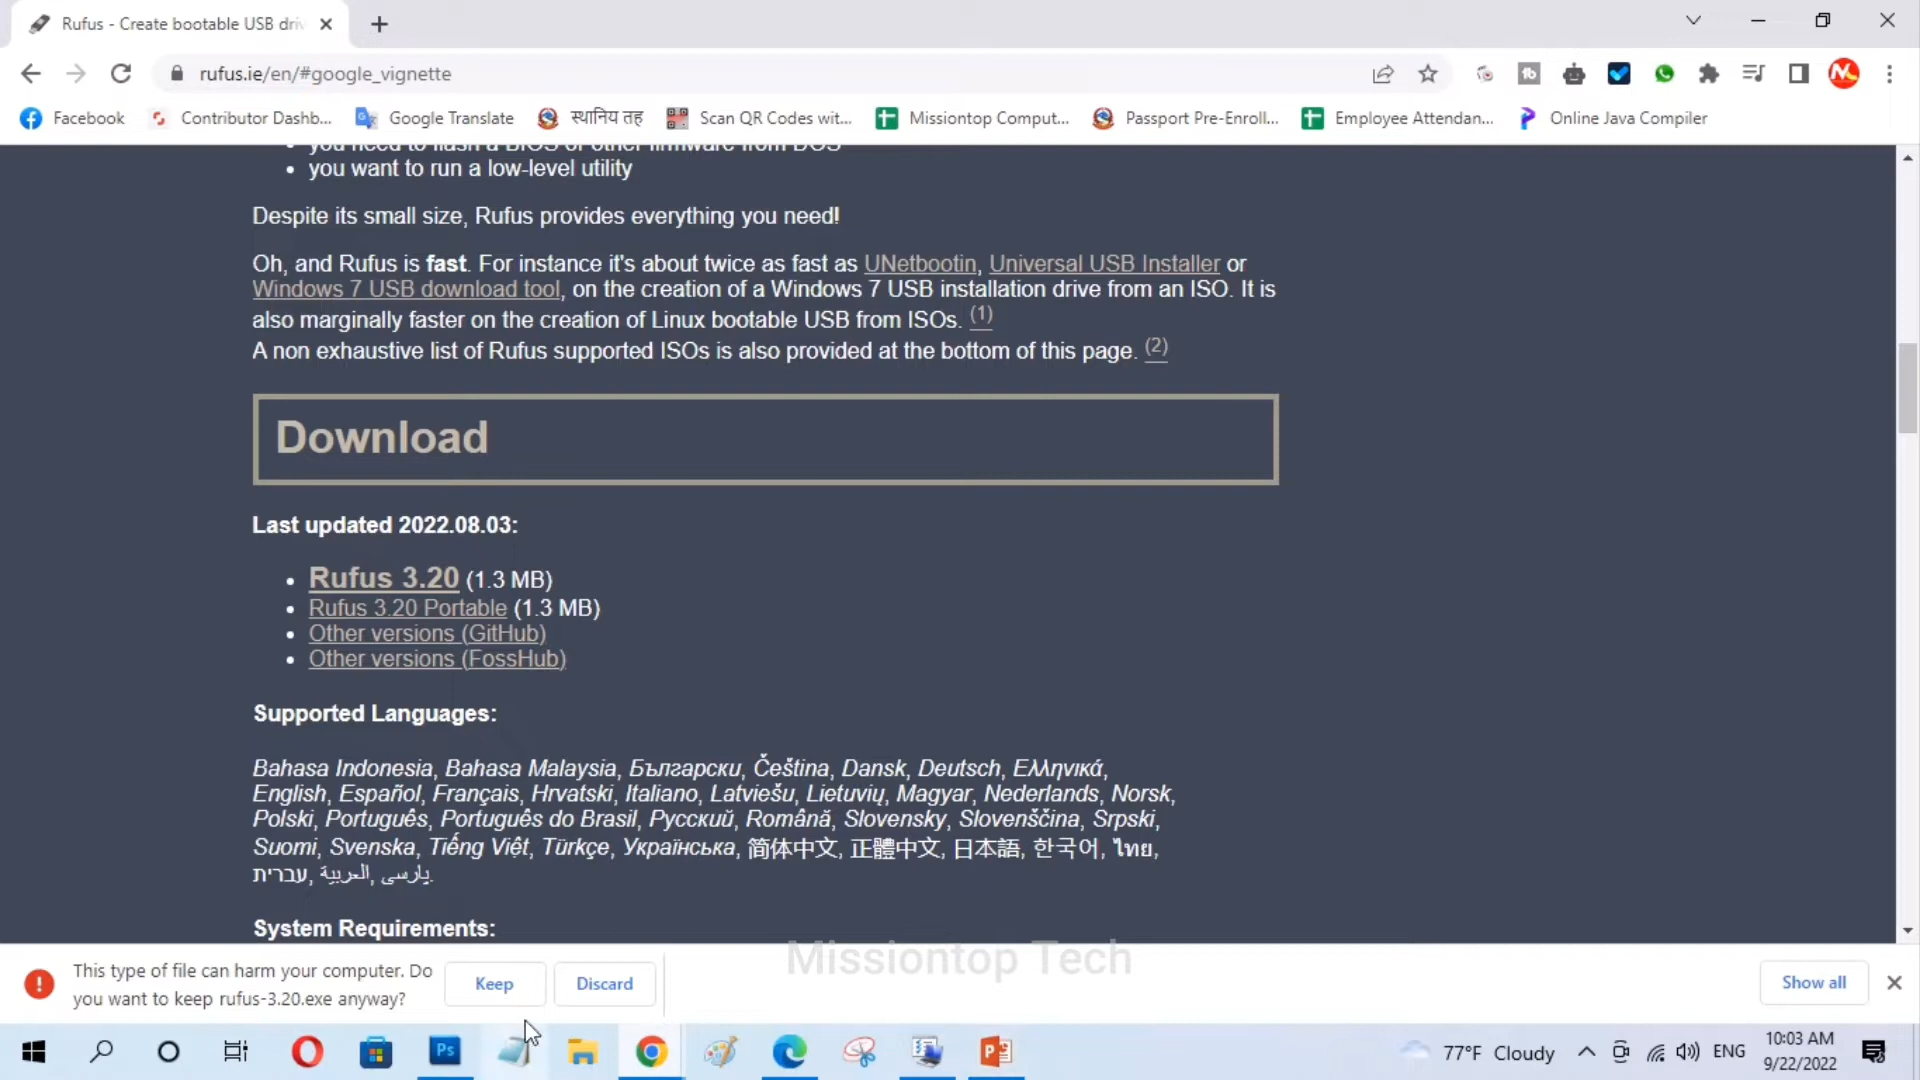 Rufus - Create bootable USB driv
rufus.ie/en/#google_vignette
Facebook
Contributor Dashb...
Google Translate
स्थानिय तह
Scan QR Codes wit...
Missiontop Comput...
Passport Pre-Enroll...
Employee Attendan...
Online Java Compiler
you need to flash a BIOS or other firmware from DOS
you want to run a low-level utility
Despite its small size, Rufus provides everything you need!
Oh, and Rufus is fast. For instance it's about twice as fast as UNetbootin, Universal USB Installer or
Windows 7 USB download tool, on the creation of a Windows 7 USB installation drive from an ISO. It is
also marginally faster on the creation of Linux bootable USB from ISOs. (1)
A non exhaustive list of Rufus supported ISOs is also provided at the bottom of this page. (2)
Download
Last updated 2022.08.03:
Rufus 3.20 (1.3 MB)
Rufus 3.20 Portable (1.3 MB)
Other versions (GitHub)
Other versions (FossHub)
Supported Languages:
Bahasa Indonesia, Bahasa Malaysia, Български, Čeština, Dansk, Deutsch, Ελληνικά,
English, Español, Français, Hrvatski, Italiano, Latviešu, Lietuvių, Magyar, Nederlands, Norsk,
Polski, Português, Português do Brasil, Русский, Română, Slovensky, Slovenščina, Srpski,
Suomi, Svenska, Tiếng Việt, Türkçe, Українська, 简体中文, 正體中文, 日本語, 한국어, ไทย,
עברית, العربية, پارسی.
System Requirements:
Missiontop Tech
This type of file can harm your computer. Do
you want to keep rufus-3.20.exe anyway?
Keep
Discard
Show all
Ps
77°F Cloudy
ENG
10:03 AM
9/22/2022